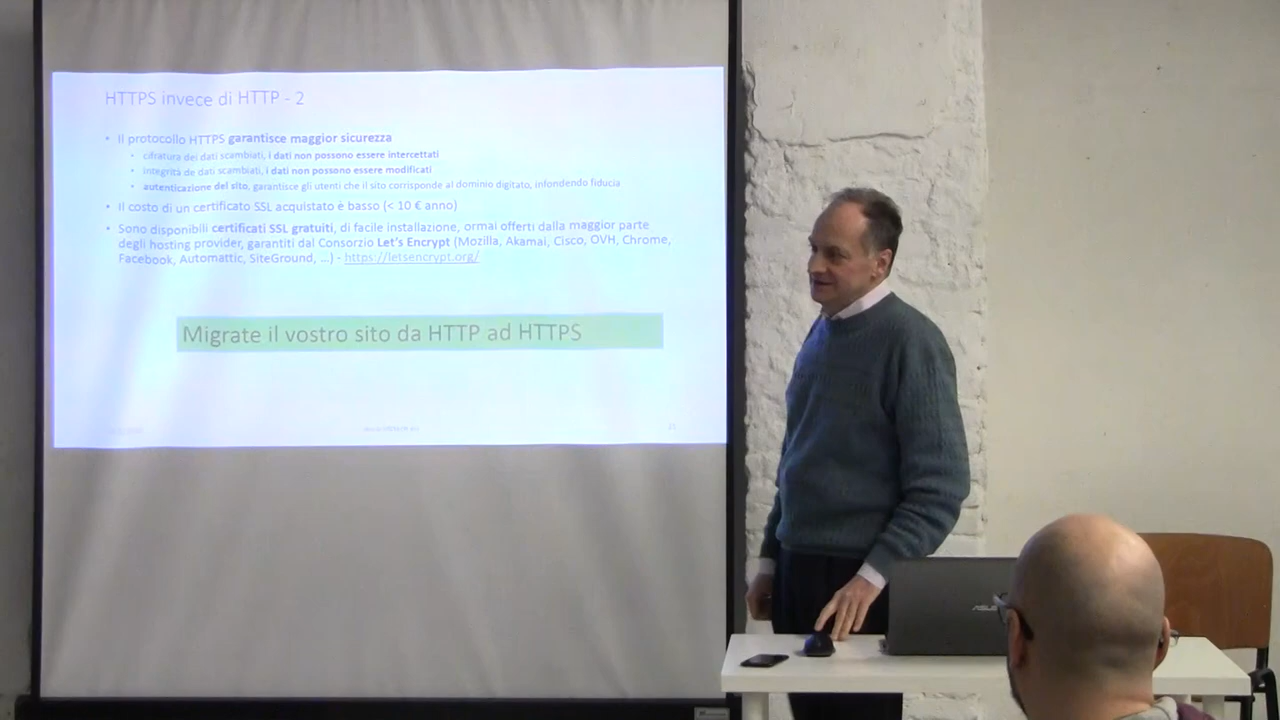 HTTPS invece di HTTP - 2
• Il protocollo HTTPS garantisce maggior sicurezza
• cifratura dei dati scambiati, i dati non possono essere intercettati
• integrità de dati scambiati, i dati non possono essere modificati
• autenticazione del sito, garantisce gli utenti che il sito corrisponde al dominio digitato, infondendo fiducia
• Il costo di un certificato SSL acquistato è basso (< 10 € anno)
• Sono disponibili certificati SSL gratuiti, di facile installazione, ormai offerti dalla maggior parte
degli hosting provider, garantiti dal Consorzio Let's Encrypt (Mozilla, Akamai, Cisco, OVH, Chrome,
Facebook, Automattic, SiteGround, ...) - https://letsencrypt.org/
Migrate il vostro sito da HTTP ad HTTPS